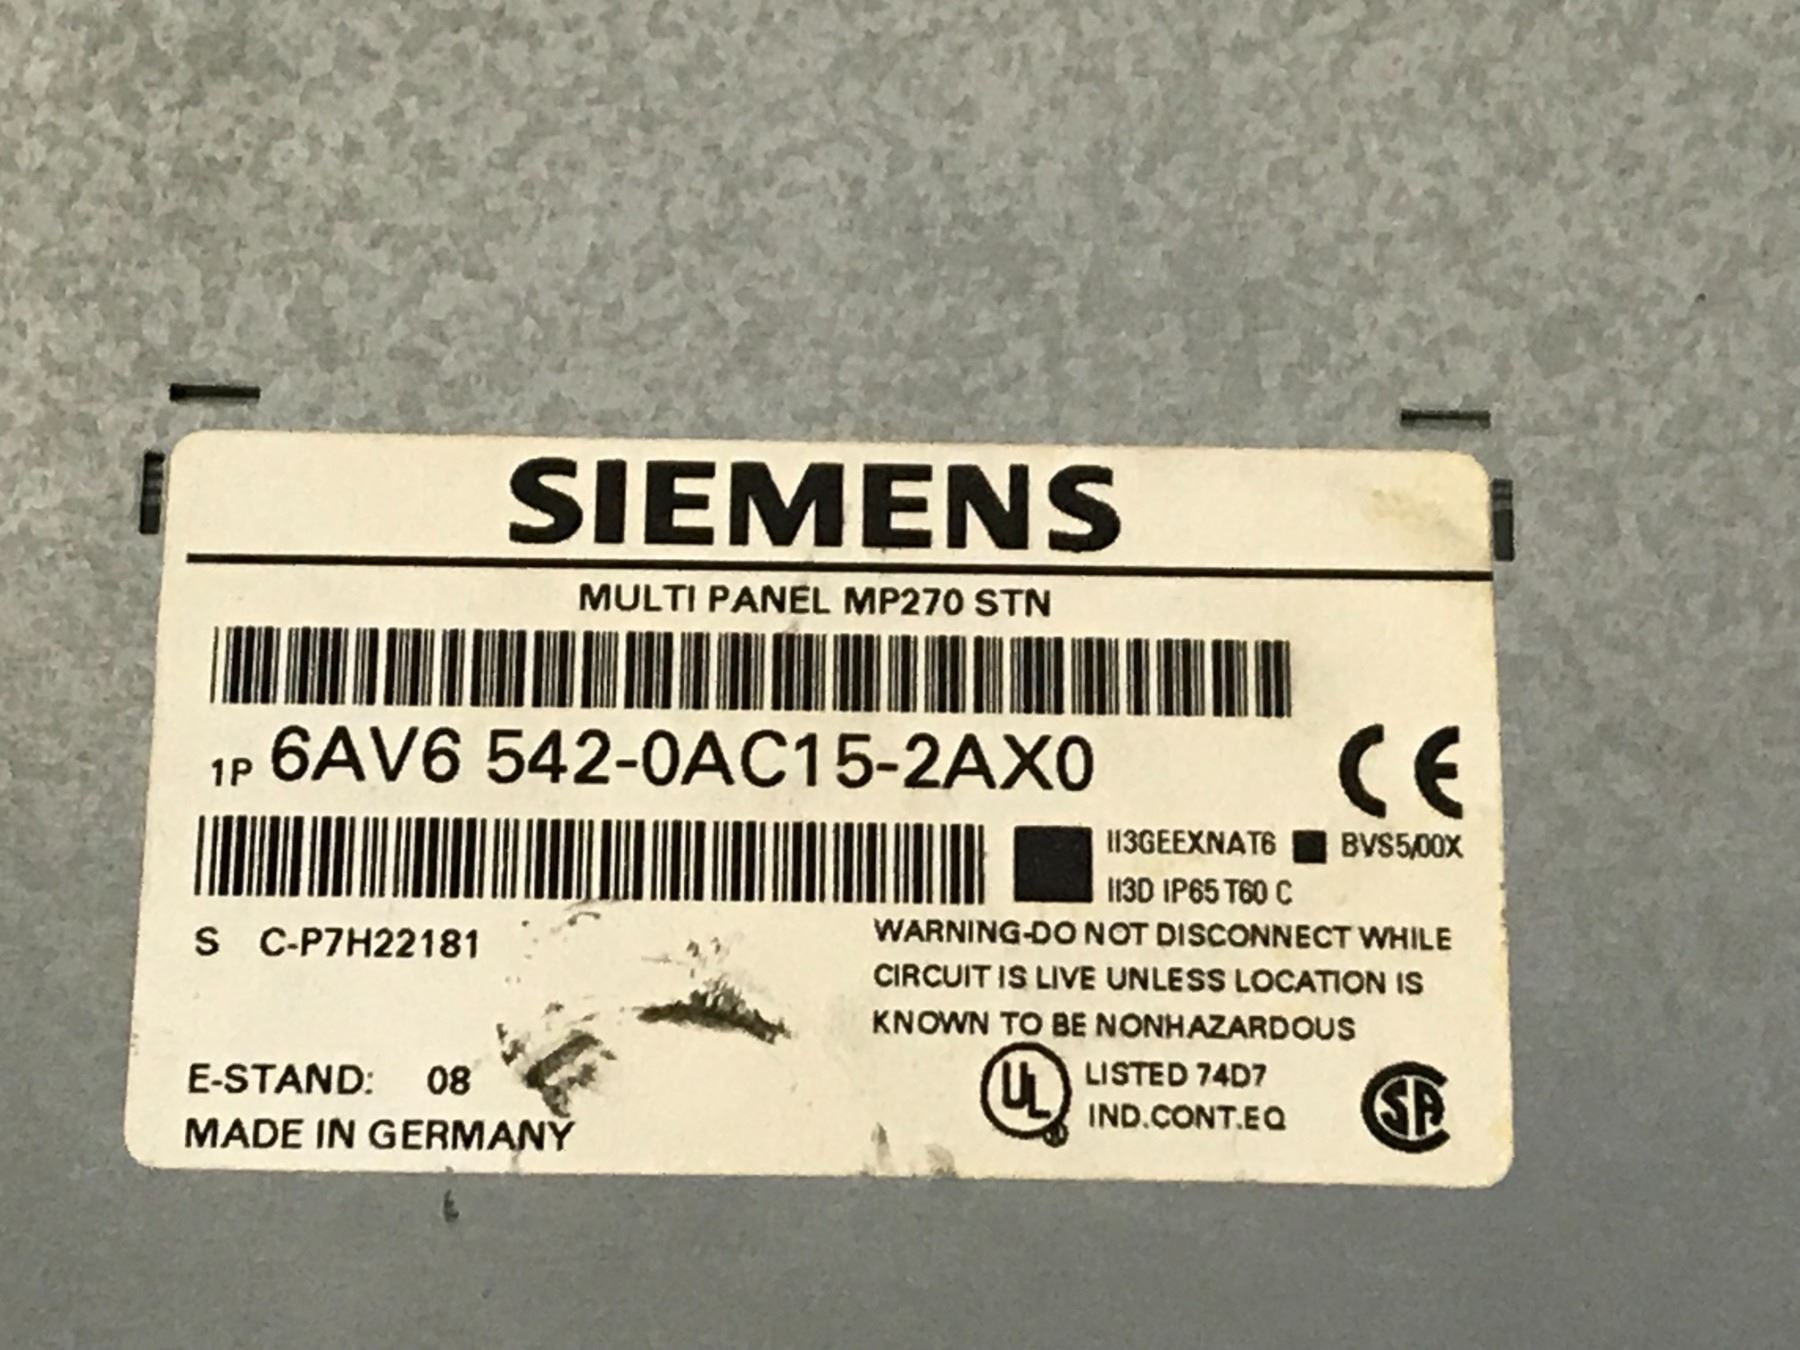 SIEMENS
MULTI PANEL MP270 STN
1P 6AV6 542-0AC15-2AX0
CE
II3GEEXNAT6 BVS5,00X
II3D IP65 T60 C
S C-P7H22181
WARNING-DO NOT DISCONNECT WHILE
CIRCUIT IS LIVE UNLESS LOCATION IS
KNOWN TO BE NONHAZARDOUS
E-STAND: 08
MADE IN GERMANY
UL ® LISTED 74D7
IND.CONT.EQ
SA